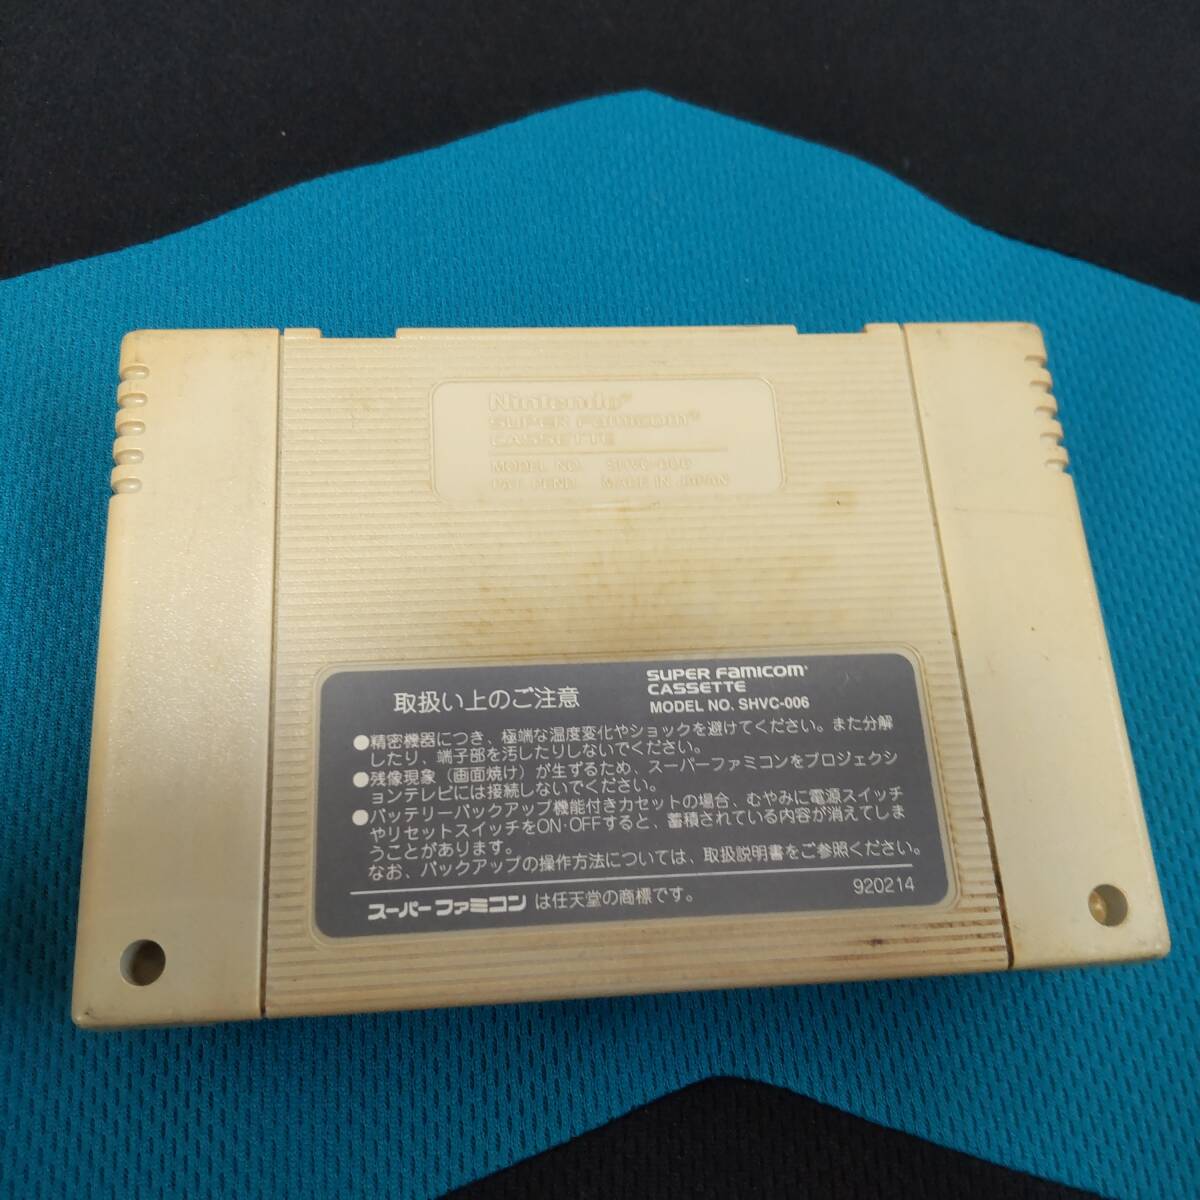 Nintendo®
SUPER Famicom®
CASSETTE
MODEL NO. SHVC-006
PAT. PEND. MADE IN JAPAN
取扱い上のご注意
SUPER Famicom®
CASSETTE
MODEL NO. SHVC-006
●精密機器につき、極端な温度変化やショックを避けてください。また分解
したり、端子部を汚したりしないでください。
●残像現象（画面焼け）が生ずるため、スーパーファミコンをプロジェクシ
ョンテレビには接続しないでください。
●バッテリーバックアップ機能付きカセットの場合、むやみに電源スイッチ
やリセットスイッチをON・OFFすると、蓄積されている内容が消えてしま
うことがあります。
なお、バックアップの操作方法については、取扱説明書をご参照ください。
スーパーファミコン は任天堂の商標です。
920214